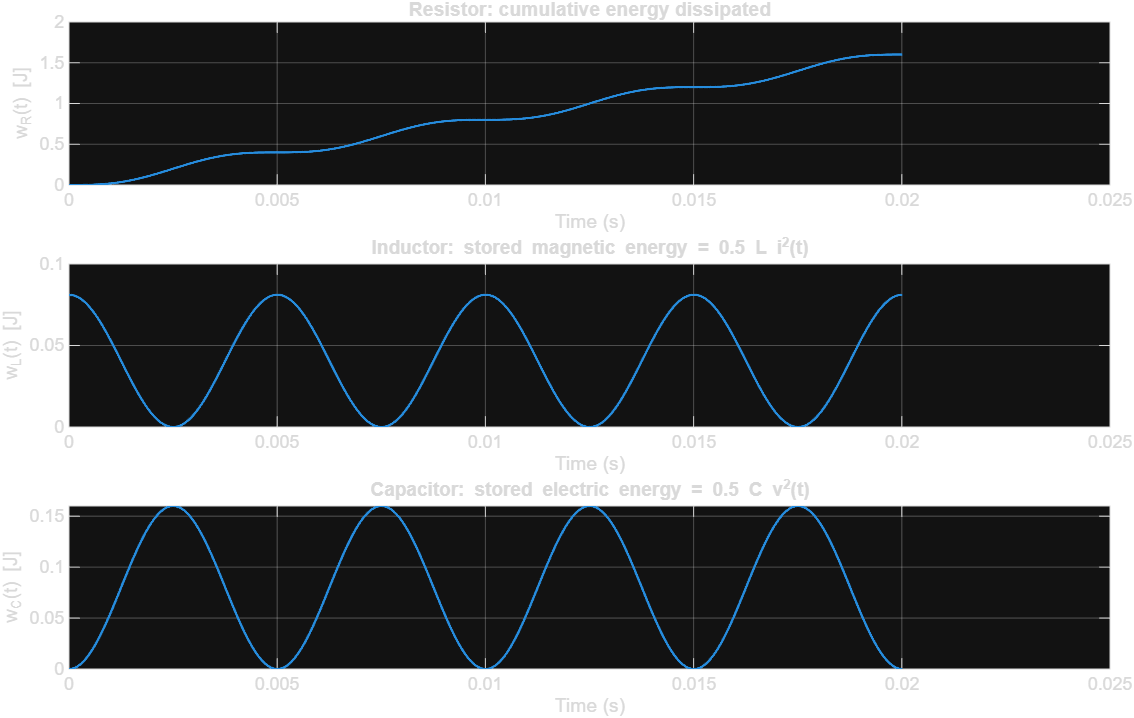 Resistor: cumulative energy dissipated
2
1.5
1
0.5
0
w_R(t) [J]
0 0.005 0.01 0.015 0.02 0.025
Time (s)
Inductor: stored magnetic energy = 0.5 L i²(t)
0.1
0.05
0
w_L(t) [J]
0 0.005 0.01 0.015 0.02 0.025
Time (s)
Capacitor: stored electric energy = 0.5 C v²(t)
0.15
0.1
0.05
0
w_C(t) [J]
0 0.005 0.01 0.015 0.02 0.025
Time (s)